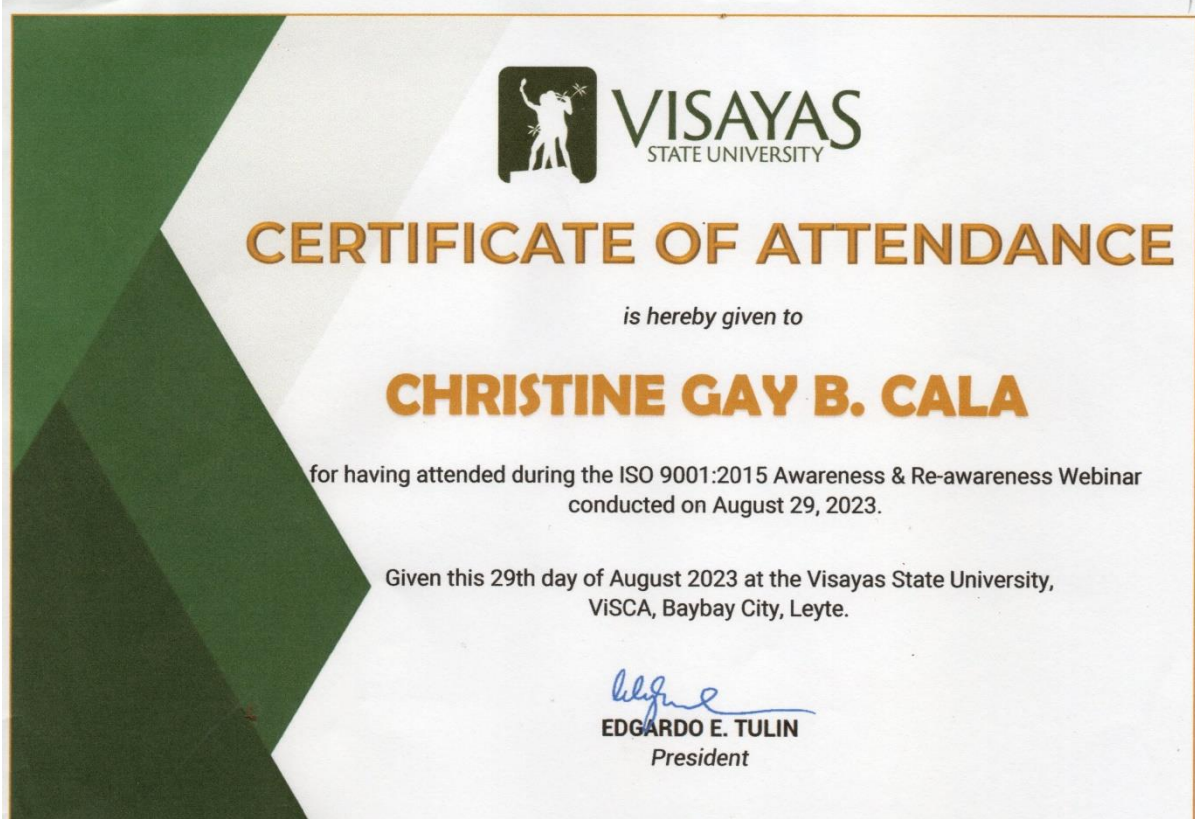 VISAYAS
STATE UNIVERSITY
CERTIFICATE OF ATTENDANCE
is hereby given to
CHRISTINE GAY B. CALA
for having attended during the ISO 9001:2015 Awareness & Re-awareness Webinar
conducted on August 29, 2023.
Given this 29th day of August 2023 at the Visayas State University,
ViSCA, Baybay City, Leyte.
EDGARDO E. TULIN
President